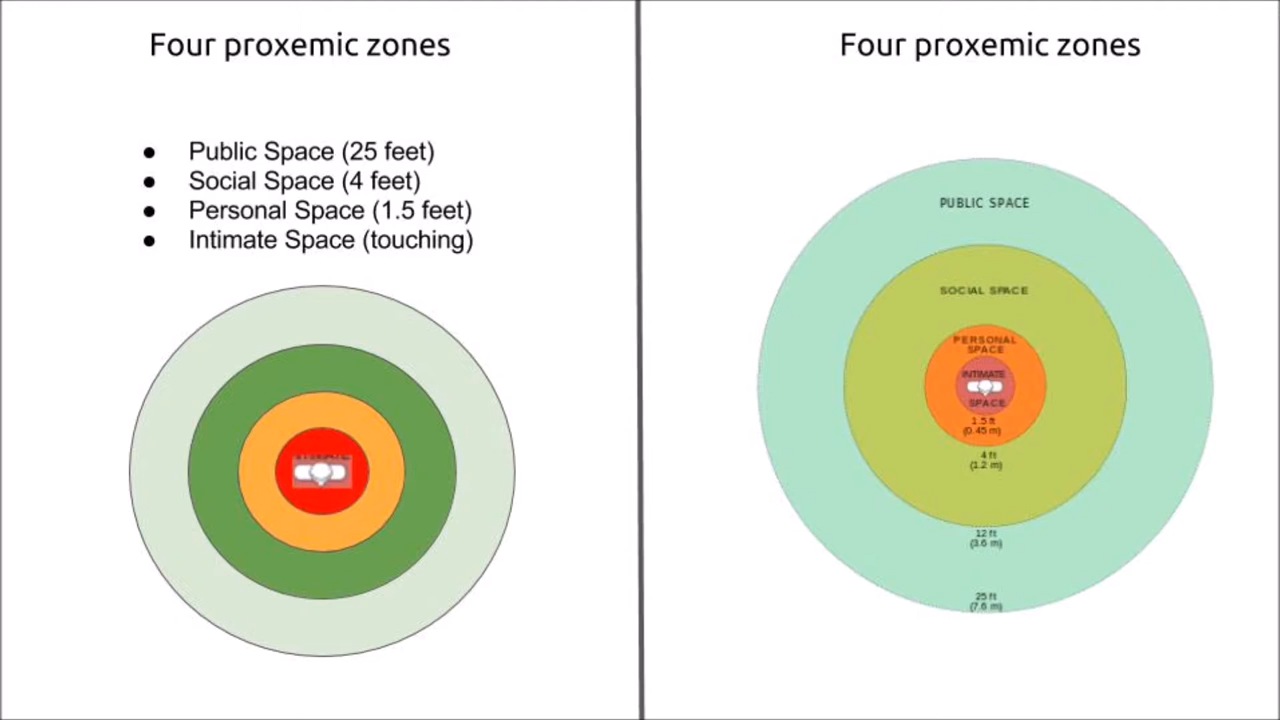 Four proxemic zones
● Public Space (25 feet)
● Social Space (4 feet)
● Personal Space (1.5 feet)
● Intimate Space (touching)
Four proxemic zones
PUBLIC SPACE
SOCIAL SPACE
PERSONAL
SPACE
INTIMATE
SPACE
1.5 ft
(0.45 m)
4 ft
(1.2 m)
12 ft
(3.6 m)
25 ft
(7.6 m)